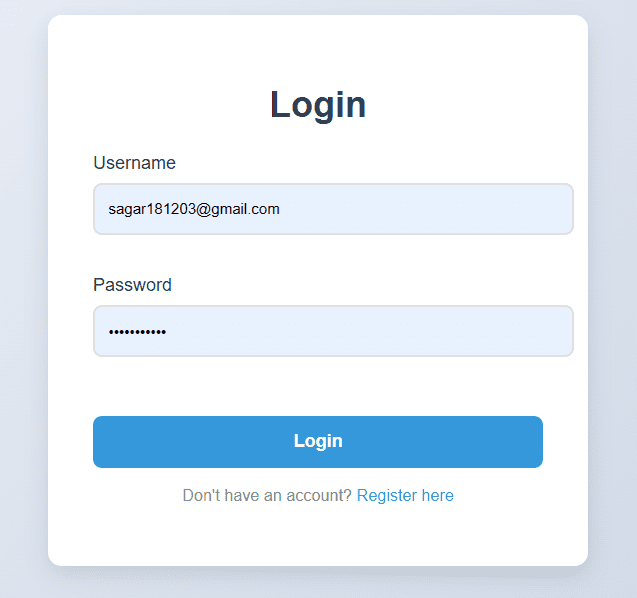 Login
Username
sagar181203@gmail.com
Password
•••••••••••
Login
Don't have an account? Register here